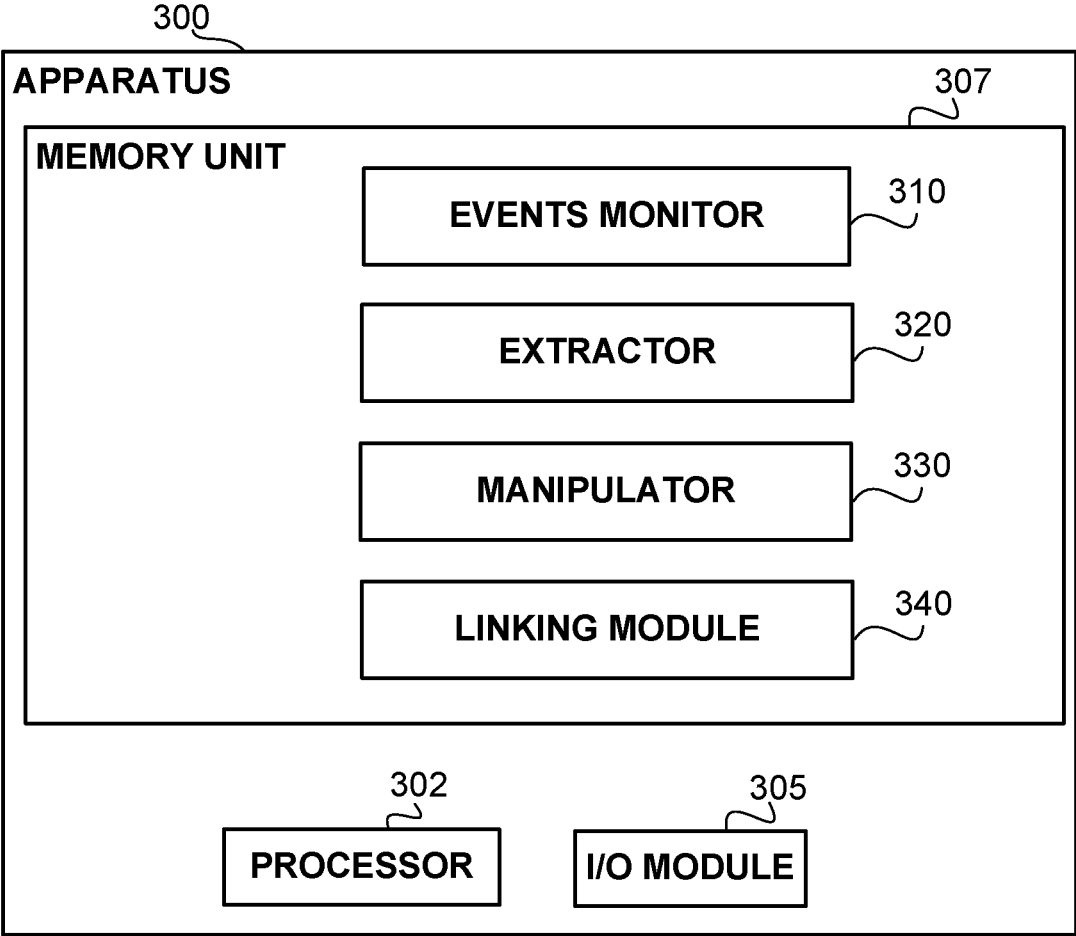 300
APPARATUS
307
MEMORY UNIT
EVENTS MONITOR
310
EXTRACTOR
320
MANIPULATOR
330
LINKING MODULE
340
302
305
PROCESSOR
I/O MODULE